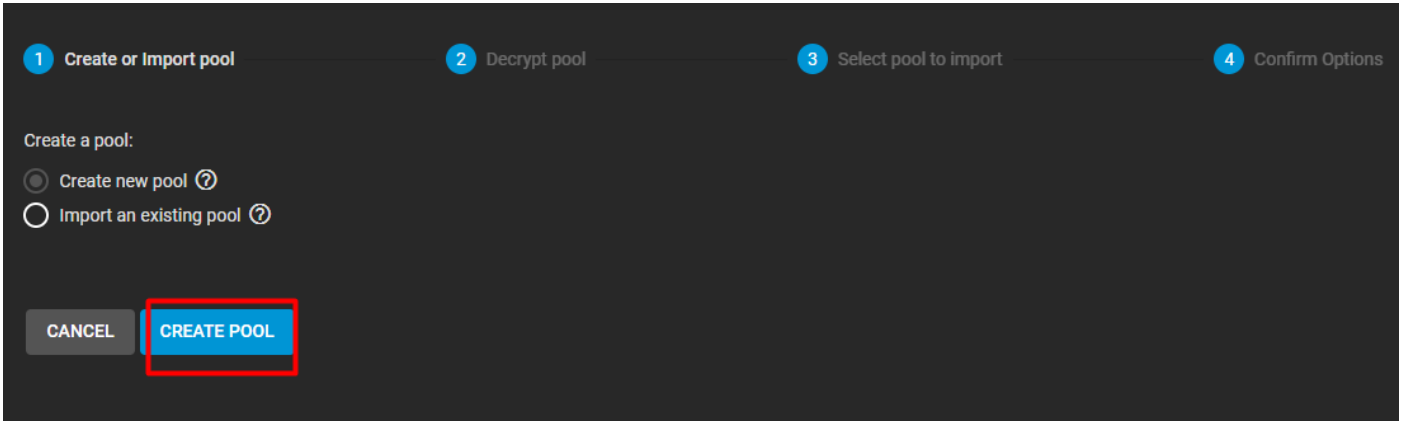 1 Create or Import pool
2 Decrypt pool
3 Select pool to import
4 Confirm Options
Create a pool:
Create new pool ?
Import an existing pool ?
CANCEL
CREATE POOL